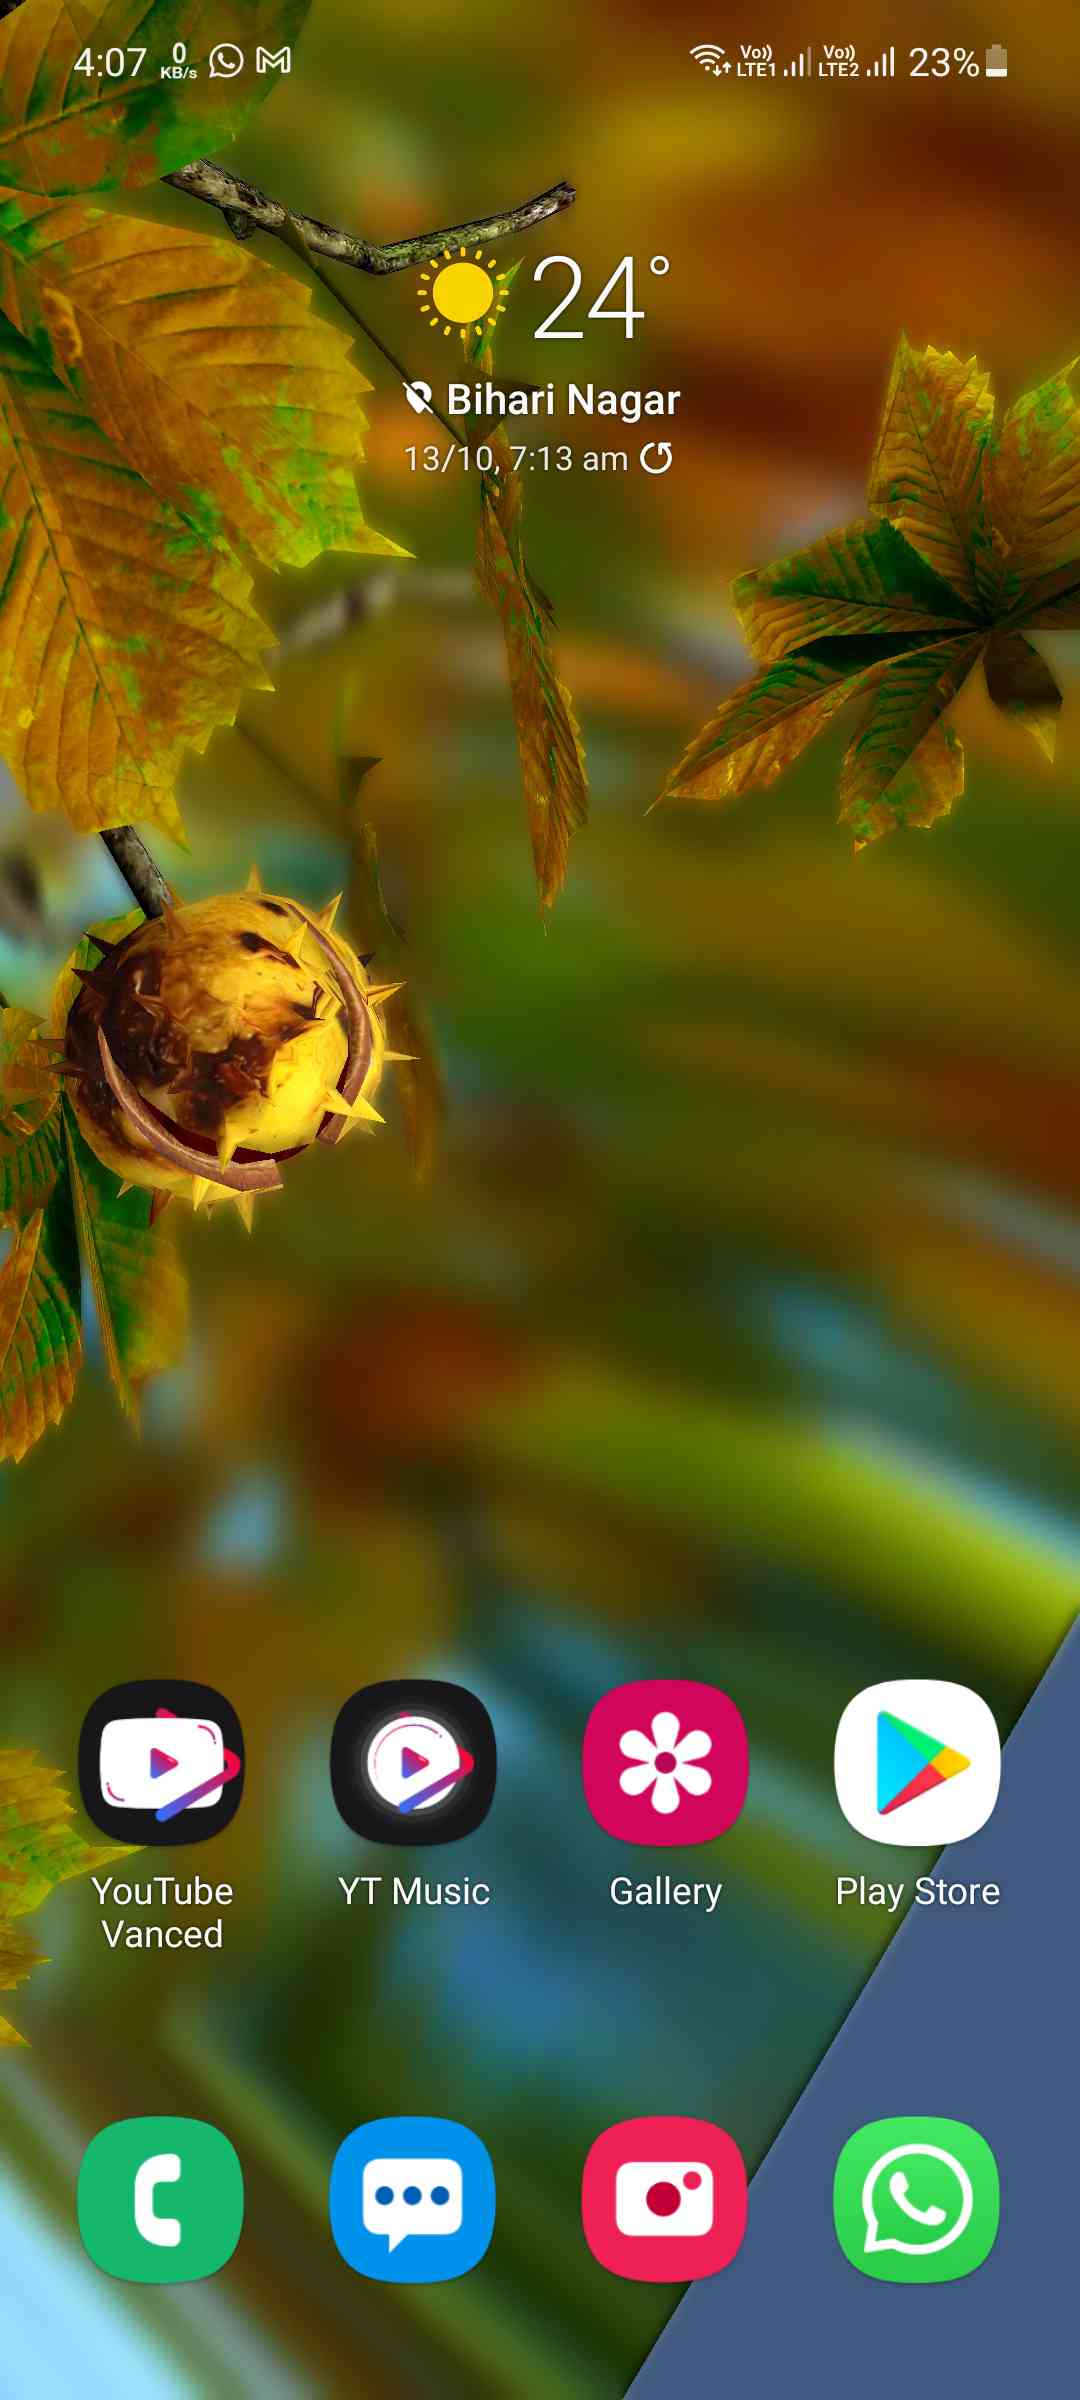 4:07 0 KB/s Vo)) LTE1 Vo)) LTE2 23%
24°
Bihari Nagar
13/10, 7:13 am
YouTube Vanced
YT Music
Gallery
Play Store